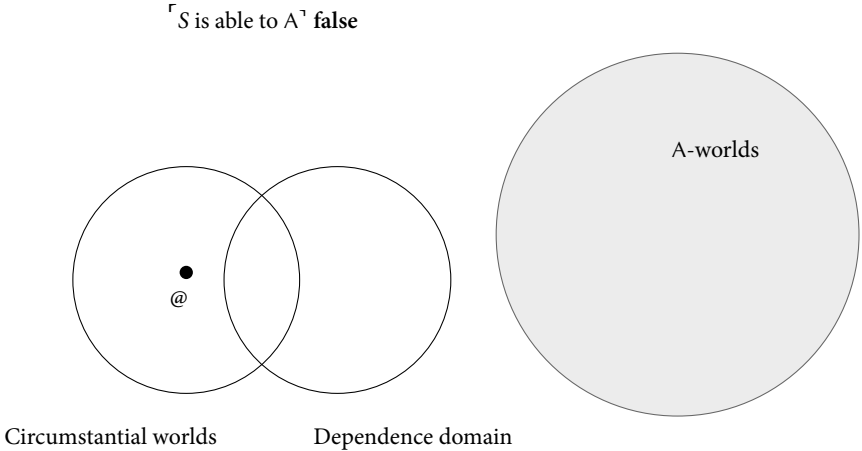 ⌜S is able to A⌝ false
A-worlds
@
Circumstantial worlds
Dependence domain